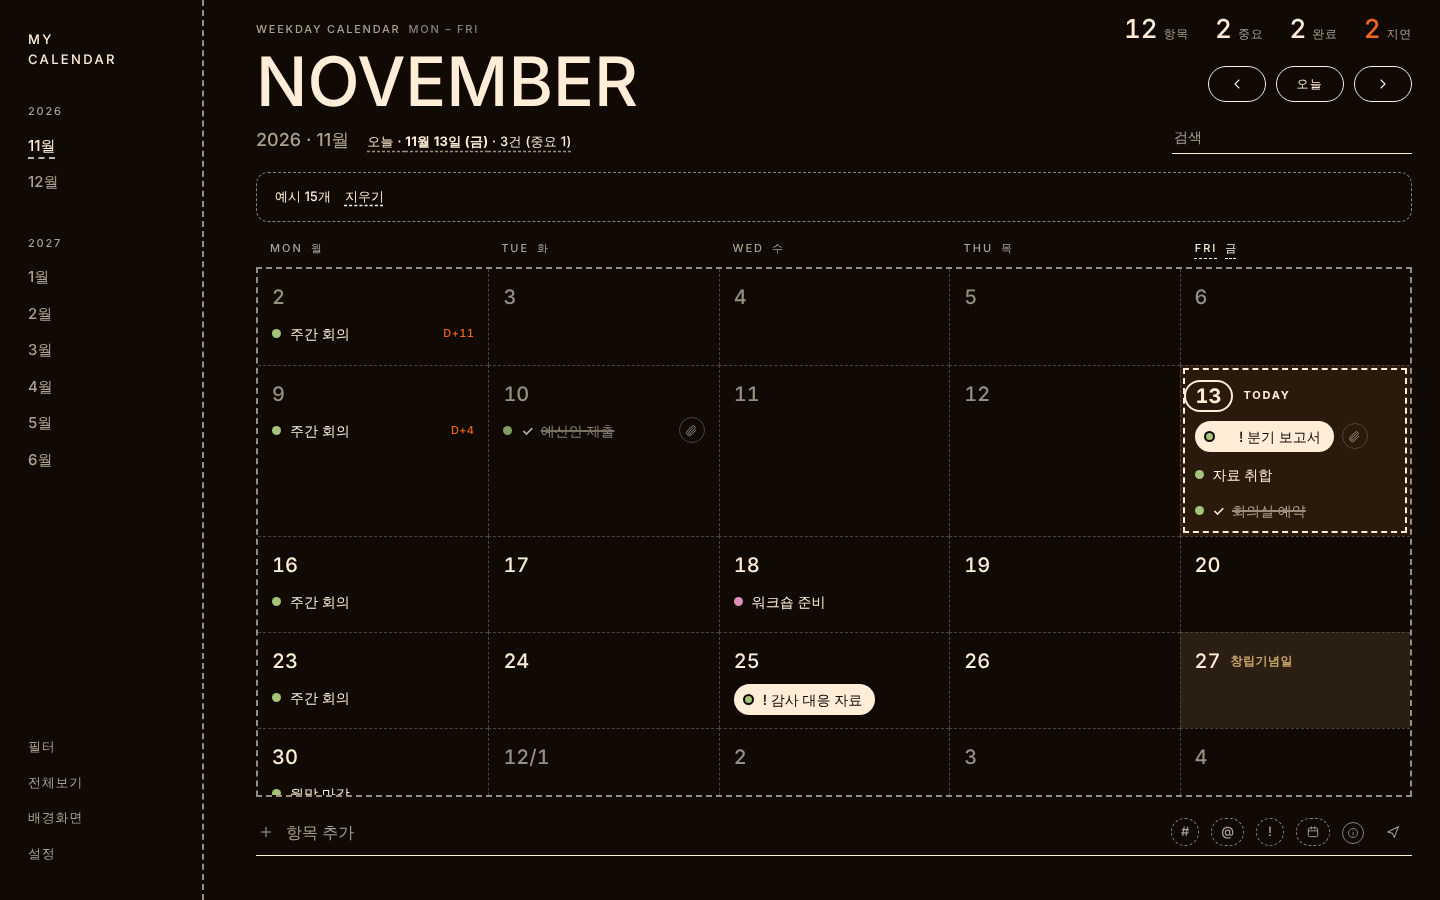 MY
CALENDAR
2026
11월
12월
2027
1월
2월
3월
4월
5월
6월
필터
전체보기
배경화면
설정
WEEKDAY CALENDAR MON – FRI
NOVEMBER
2026 · 11월 오늘 · 11월 13일 (금) · 3건 (중요 1)
12 항목 2 중요 2 완료 2 지연
오늘
검색
예시 15개 지우기
MON 월 TUE 화 WED 수 THU 목 FRI 금
2 3 4 5 6
주간 회의 D+11
9 10 11 12 13 TODAY
주간 회의 D+4 예산안 제출 ! 분기 보고서
자료 취합
회의실 예약
16 17 18 19 20
주간 회의 워크숍 준비
23 24 25 26 27 창립기념일
주간 회의 ! 감사 대응 자료
30 12/1 2 3 4
월말 마감
항목 추가 # @ !